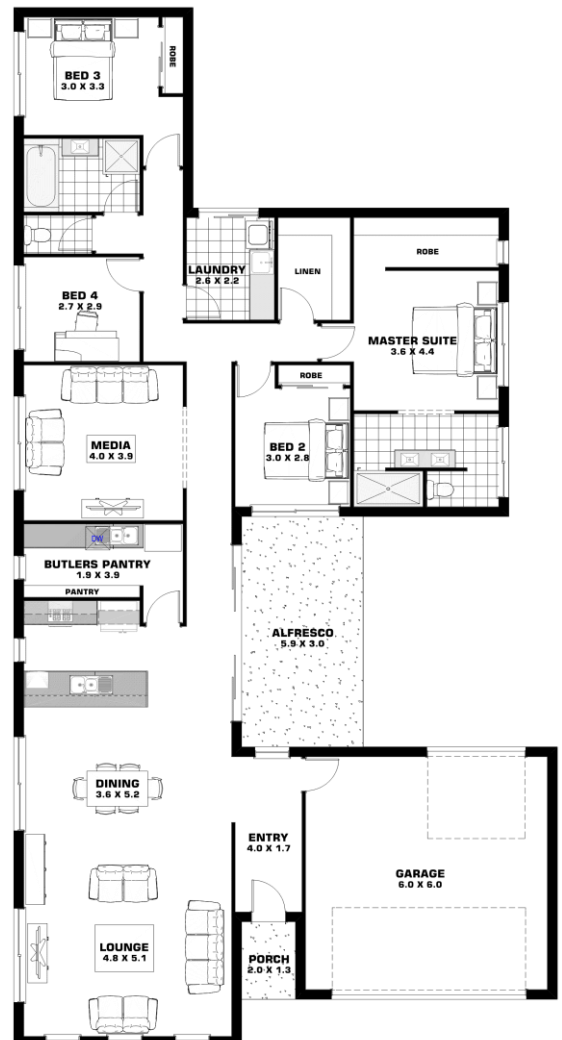 BED 3
3.0 X 3.3
ROBE
LAUNDRY
2.6 X 2.2
LINEN
ROBE
BED 4
2.7 X 2.9
MASTER SUITE
3.6 X 4.4
ROBE
MEDIA
4.0 X 3.9
BED 2
3.0 X 2.8
DW
BUTLERS PANTRY
1.9 X 3.9
PANTRY
ALFRESCO
5.9 X 3.0
DINING
3.6 X 5.2
ENTRY
4.0 X 1.7
GARAGE
6.0 X 6.0
LOUNGE
4.8 X 5.1
PORCH
2.0 X 1.3